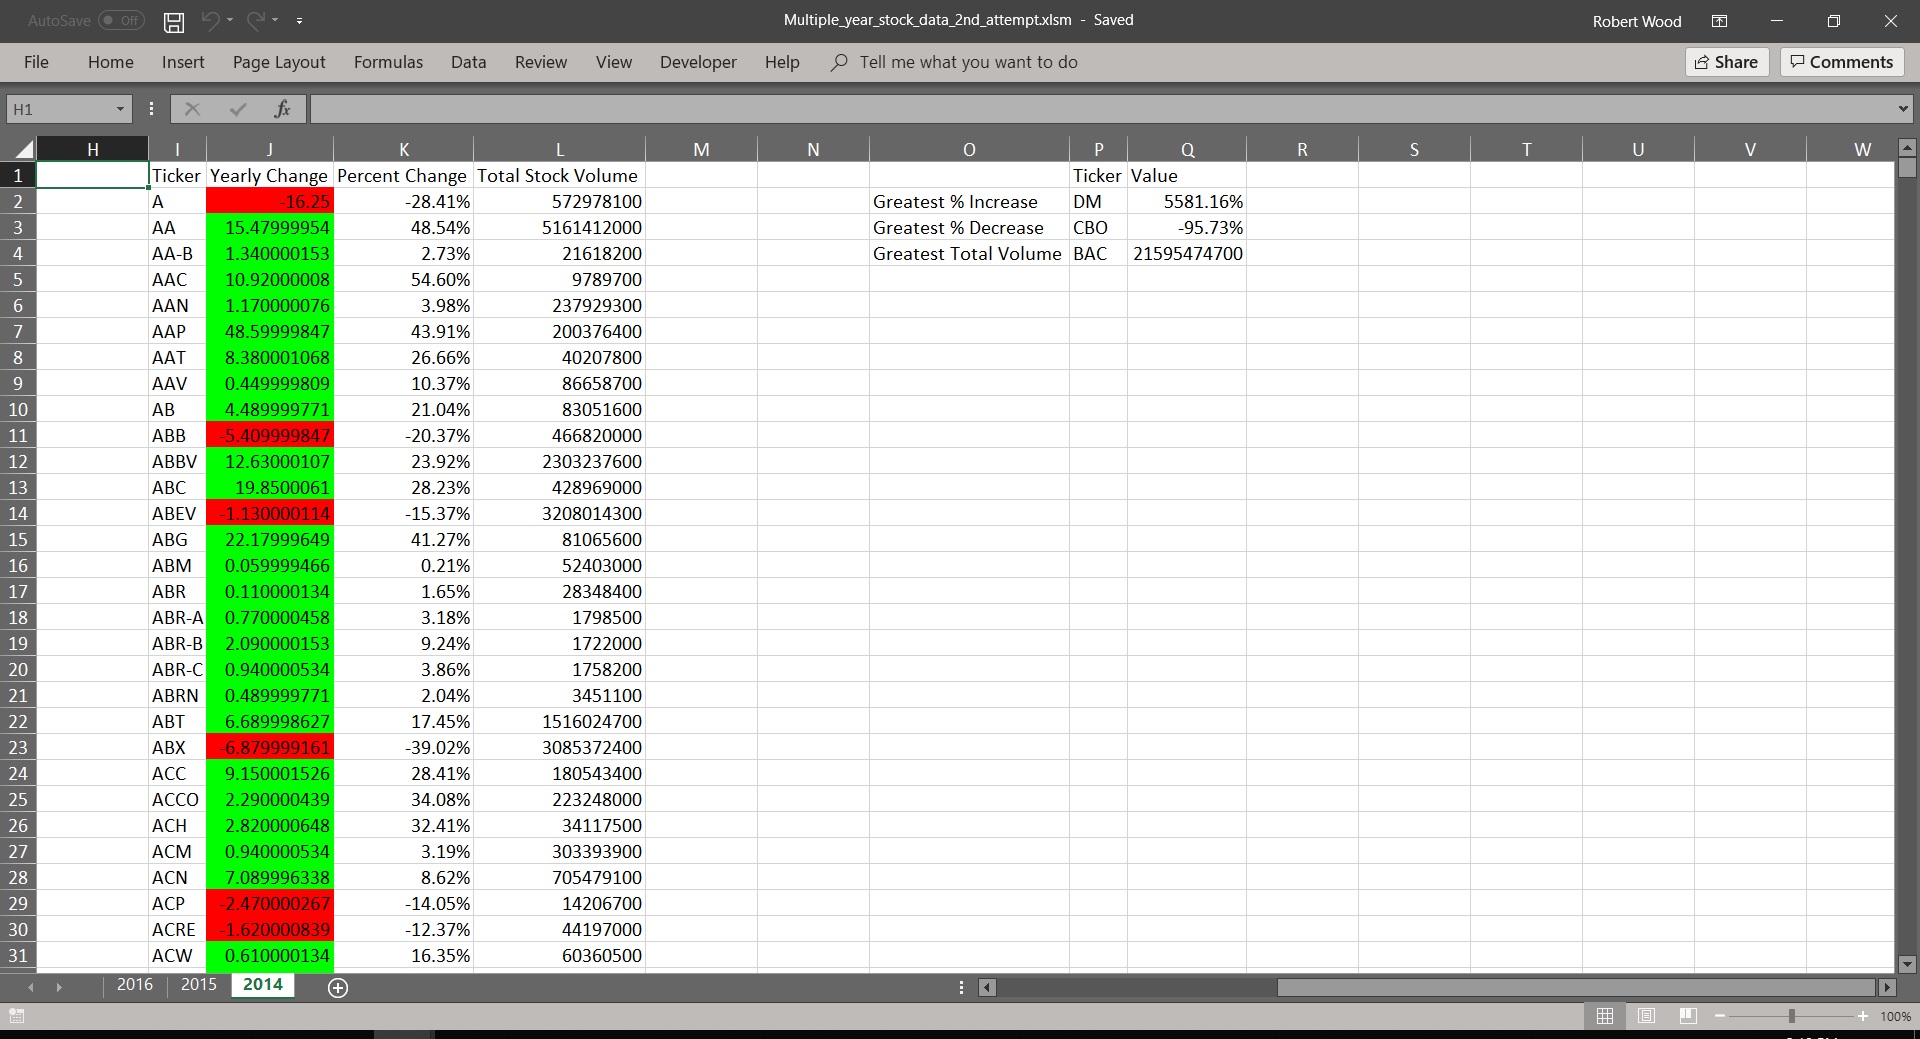 AutoSave Off Multiple_year_stock_data_2nd_attempt.xlsm - Saved Robert Wood
File Home Insert Page Layout Formulas Data Review View Developer Help Tell me what you want to do Share Comments
H1 fx
H I J K L M N O P Q R S T U V W
1 Ticker Yearly Change Percent Change Total Stock Volume Ticker Value
2 A -16.25 -28.41% 572978100 Greatest % Increase DM 5581.16%
3 AA 15.47999954 48.54% 5161412000 Greatest % Decrease CBO -95.73%
4 AA-B 1.340000153 2.73% 21618200 Greatest Total Volume BAC 21595474700
5 AAC 10.92000008 54.60% 9789700
6 AAN 1.170000076 3.98% 237929300
7 AAP 48.59999847 43.91% 200376400
8 AAT 8.380001068 26.66% 40207800
9 AAV 0.449999809 10.37% 86658700
10 AB 4.489999771 21.04% 83051600
11 ABB -5.409999847 -20.37% 466820000
12 ABBV 12.63000107 23.92% 2303237600
13 ABC 19.8500061 28.23% 428969000
14 ABEV -1.130000114 -15.37% 3208014300
15 ABG 22.17999649 41.27% 81065600
16 ABM 0.059999466 0.21% 52403000
17 ABR 0.110000134 1.65% 28348400
18 ABR-A 0.770000458 3.18% 1798500
19 ABR-B 2.090000153 9.24% 1722000
20 ABR-C 0.940000534 3.86% 1758200
21 ABRN 0.489999771 2.04% 3451100
22 ABT 6.689998627 17.45% 1516024700
23 ABX -6.879999161 -39.02% 3085372400
24 ACC 9.150001526 28.41% 180543400
25 ACCO 2.290000439 34.08% 223248000
26 ACH 2.820000648 32.41% 34117500
27 ACM 0.940000534 3.19% 303393900
28 ACN 7.089996338 8.62% 705479100
29 ACP -2.470000267 -14.05% 14206700
30 ACRE -1.620000839 -12.37% 44197000
31 ACW 0.610000134 16.35% 60360500
2016 2015 2014
100%